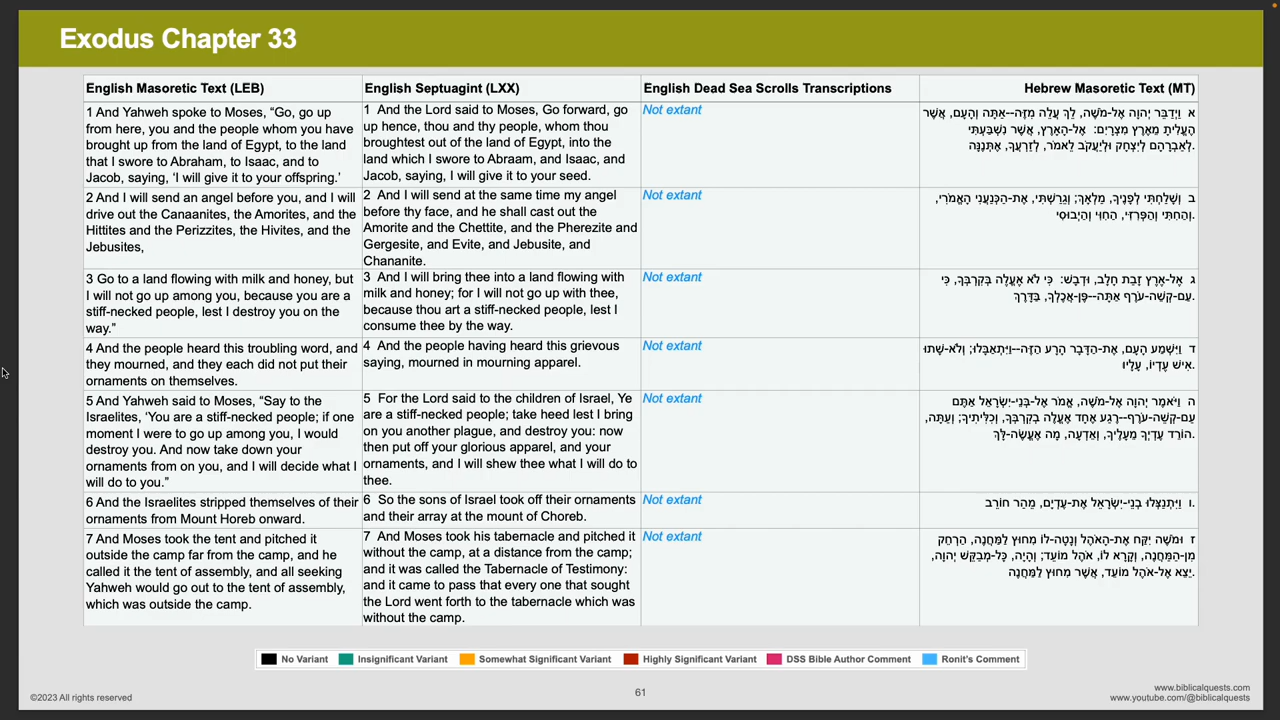 Exodus Chapter 33
English Masoretic Text (LEB)
English Septuagint (LXX)
English Dead Sea Scrolls Transcriptions
Hebrew Masoretic Text (MT)
1 And Yahweh spoke to Moses, “Go, go up
from here, you and the people whom you have
brought up from the land of Egypt, to the land
that I swore to Abraham, to Isaac, and to
Jacob, saying, ‘I will give it to your offspring.’
1 And the Lord said to Moses, Go forward, go
up hence, thou and thy people, whom thou
broughtest out of the land of Egypt, into the
land which I swore to Abraam, and Isaac, and
Jacob, saying, I will give it to your seed.
Not extant
א וַיְדַבֵּר יְהוָה אֶל-מֹשֶׁה, לֵךְ עֲלֵה מִזֶּה--אַתָּה וְהָעָם, אֲשֶׁר
הֶעֱלִיתָ מֵאֶרֶץ מִצְרָיִם: אֶל-הָאָרֶץ, אֲשֶׁר נִשְׁבַּעְתִּי
לְאַבְרָהָם לְיִצְחָק וּלְיַעֲקֹב לֵאמֹר, לְזַרְעֲךָ, אֶתְּנֶנָּה.
2 And I will send an angel before you, and I will
drive out the Canaanites, the Amorites, and the
Hittites and the Perizzites, the Hivites, and the
Jebusites,
2 And I will send at the same time my angel
before thy face, and he shall cast out the
Amorite and the Chettite, and the Pherezite and
Gergesite, and Evite, and Jebusite, and
Chananite.
Not extant
ב וְשָׁלַחְתִּי לְפָנֶיךָ, מַלְאָךְ; וְגֵרַשְׁתִּי, אֶת-הַכְּנַעֲנִי הָאֱמֹרִי,
וְהַחִתִּי וְהַפְּרִזִּי, הַחִוִּי וְהַיְבוּסִי.
3 Go to a land flowing with milk and honey, but
I will not go up among you, because you are a
stiff-necked people, lest I destroy you on the
way.”
3 And I will bring thee into a land flowing with
milk and honey; for I will not go up with thee,
because thou art a stiff-necked people, lest I
consume thee by the way.
Not extant
ג אֶל-אֶרֶץ זָבַת חָלָב, וּדְבָשׁ: כִּי לֹא אֶעֱלֶה בְּקִרְבְּךָ, כִּי
עַם-קְשֵׁה-עֹרֶף אַתָּה--פֶּן-אֲכֶלְךָ, בַּדָּרֶךְ.
4 And the people heard this troubling word, and
they mourned, and they each did not put their
ornaments on themselves.
4 And the people having heard this grievous
saying, mourned in mourning apparel.
Not extant
ד וַיִּשְׁמַע הָעָם, אֶת-הַדָּבָר הָרָע הַזֶּה--וַיִּתְאַבָּלוּ; וְלֹא-שָׁתוּ
אִישׁ עֶדְיוֹ, עָלָיו.
5 And Yahweh said to Moses, “Say to the
Israelites, ‘You are a stiff-necked people; if one
moment I were to go up among you, I would
destroy you. And now take down your
ornaments from on you, and I will decide what I
will do to you.”
5 For the Lord said to the children of Israel, Ye
are a stiff-necked people; take heed lest I bring
on you another plague, and destroy you: now
then put off your glorious apparel, and your
ornaments, and I will shew thee what I will do to
thee.
Not extant
ה וַיֹּאמֶר יְהוָה אֶל-מֹשֶׁה, אֱמֹר אֶל-בְּנֵי-יִשְׂרָאֵל אַתֶּם
עַם-קְשֵׁה-עֹרֶף--רֶגַע אֶחָד אֶעֱלֶה בְקִרְבְּךָ, וְכִלִּיתִיךָ; וְעַתָּה,
הוֹרֵד עֶדְיְךָ מֵעָלֶיךָ, וְאֵדְעָה, מָה אֶעֱשֶׂה-לָּךְ.
6 And the Israelites stripped themselves of their
ornaments from Mount Horeb onward.
6 So the sons of Israel took off their ornaments
and their array at the mount of Choreb.
Not extant
ו וַיִּתְנַצְּלוּ בְנֵי-יִשְׂרָאֵל אֶת-עֶדְיָם, מֵהַר חוֹרֵב.
7 And Moses took the tent and pitched it
outside the camp far from the camp, and he
called it the tent of assembly, and all seeking
Yahweh would go out to the tent of assembly,
which was outside the camp.
7 And Moses took his tabernacle and pitched it
without the camp, at a distance from the camp;
and it was called the Tabernacle of Testimony:
and it came to pass that every one that sought
the Lord went forth to the tabernacle which was
without the camp.
Not extant
ז וּמֹשֶׁה יִקַּח אֶת-הָאֹהֶל וְנָטָה-לוֹ מִחוּץ לַמַּחֲנֶה, הַרְחֵק
מִן-הַמַּחֲנֶה, וְקָרָא לוֹ, אֹהֶל מוֹעֵד; וְהָיָה, כָּל-מְבַקֵּשׁ יְהוָה,
יֵצֵא אֶל-אֹהֶל מוֹעֵד, אֲשֶׁר מִחוּץ לַמַּחֲנֶה.
No Variant
Insignificant Variant
Somewhat Significant Variant
Highly Significant Variant
DSS Bible Author Comment
Ronit's Comment
©2023 All rights reserved
61
www.biblicalquests.com
www.youtube.com/@biblicalquests